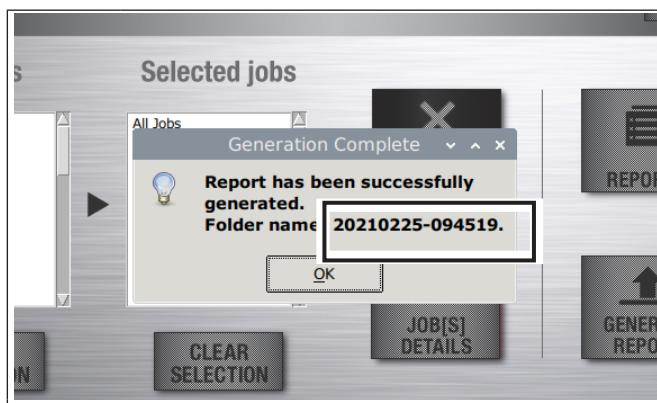 Selected jobs
All Jobs
Generation Complete
Report has been successfully
generated.
Folder name 20210225-094519.
OK
JOB[S]
DETAILS
CLEAR
SELECTION